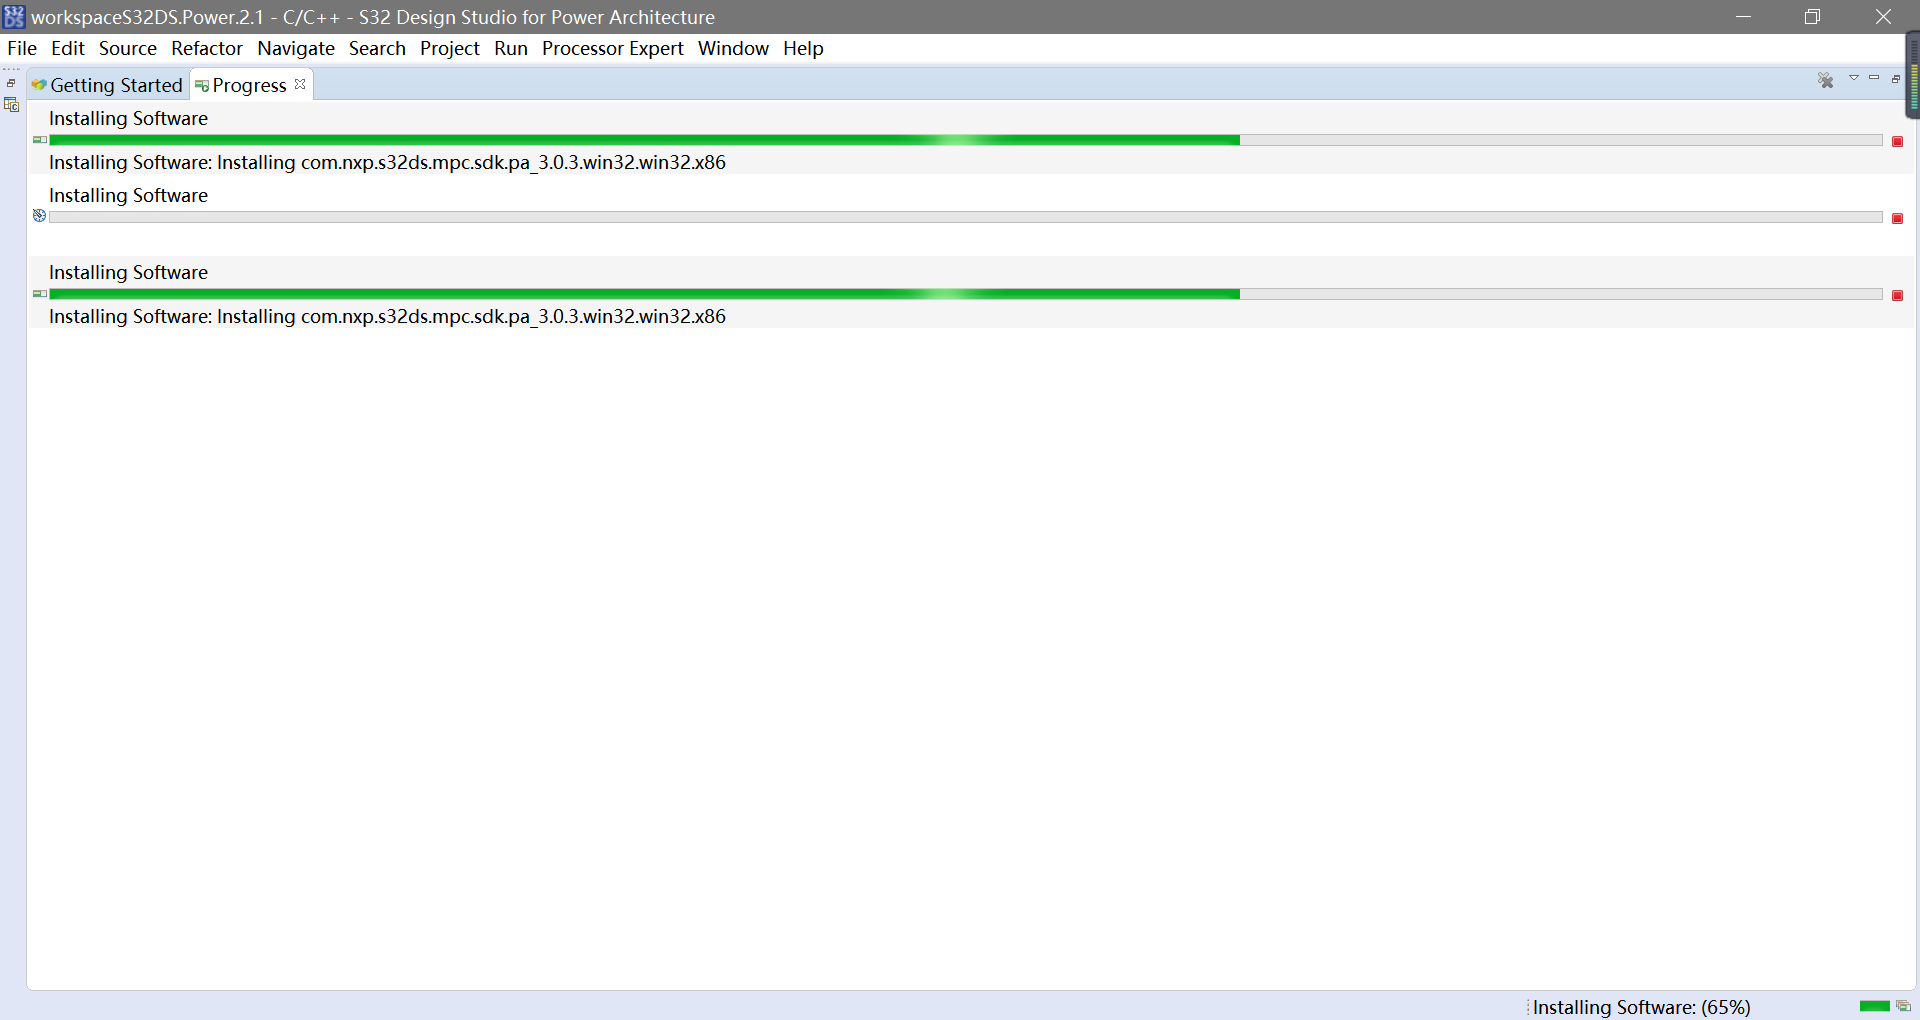 S32
DS
workspaceS32DS.Power.2.1 - C/C++ - S32 Design Studio for Power Architecture
File Edit Source Refactor Navigate Search Project Run Processor Expert Window Help
Getting Started Progress
Installing Software
Installing Software: Installing com.nxp.s32ds.mpc.sdk.pa_3.0.3.win32.win32.x86
Installing Software
Installing Software
Installing Software: Installing com.nxp.s32ds.mpc.sdk.pa_3.0.3.win32.win32.x86
Installing Software: (65%)